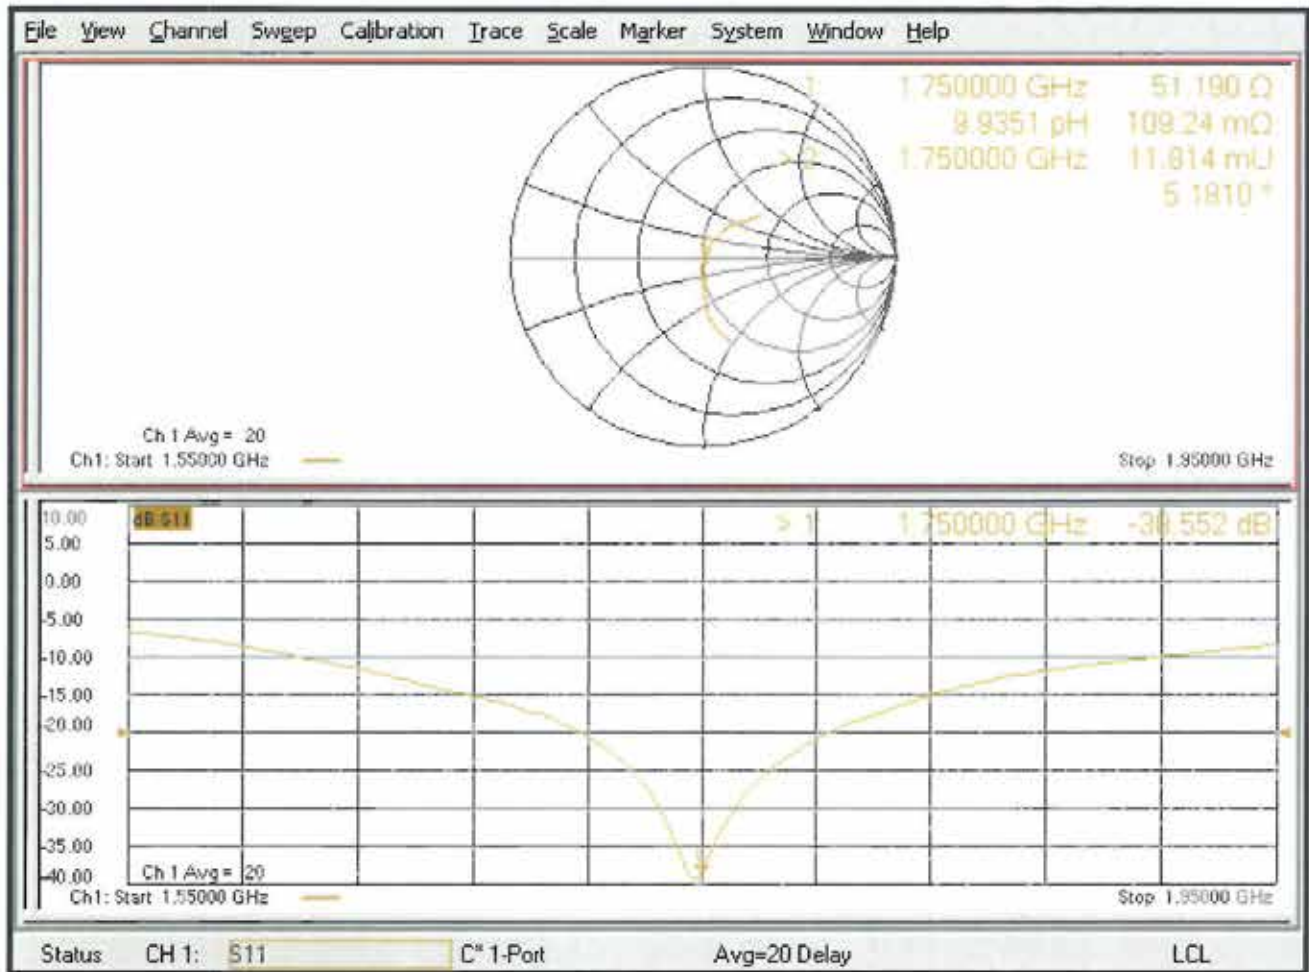 File View Channel Sweep Calibration Trace Scale Marker System Window Help
1 1.750000 GHz 51.190 Ω
9.9351 pH 109.24 mΩ
> 2 1.750000 GHz 11.814 mU
5.1810 °
Ch 1 Avg = 20
Ch1: Start 1.55000 GHz
Stop 1.95000 GHz
10.00
dB S11
> 1 1.750000 GHz -38.552 dB
5.00
0.00
-5.00
-10.00
-15.00
-20.00
-25.00
-30.00
-35.00
-40.00
Ch 1 Avg = 20
Ch1: Start 1.55000 GHz
Stop 1.95000 GHz
Status CH 1: S11 C* 1-Port Avg=20 Delay LCL